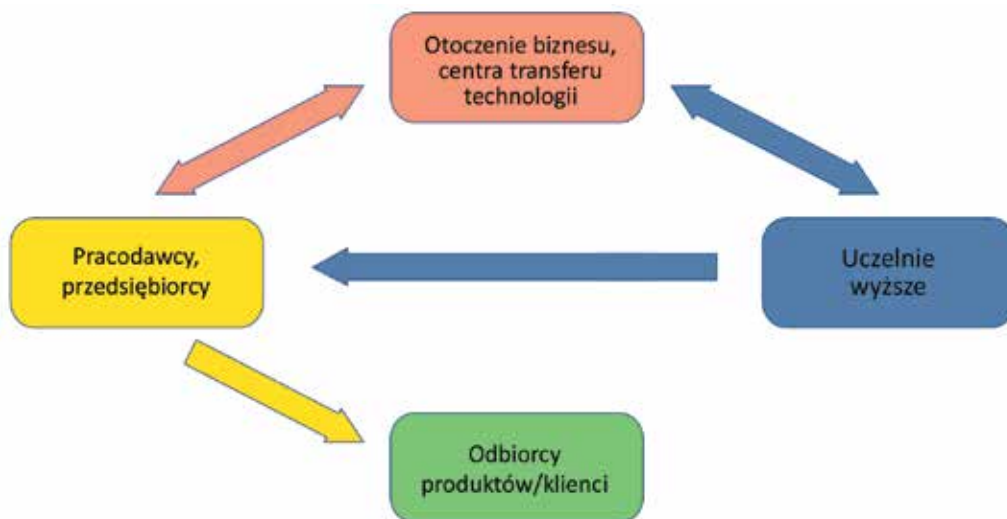 Otoczenie biznesu,
centra transferu
technologii
Pracodawcy,
przedsiębiorcy
Uczelnie
wyższe
Odbiorcy
produktów/klienci